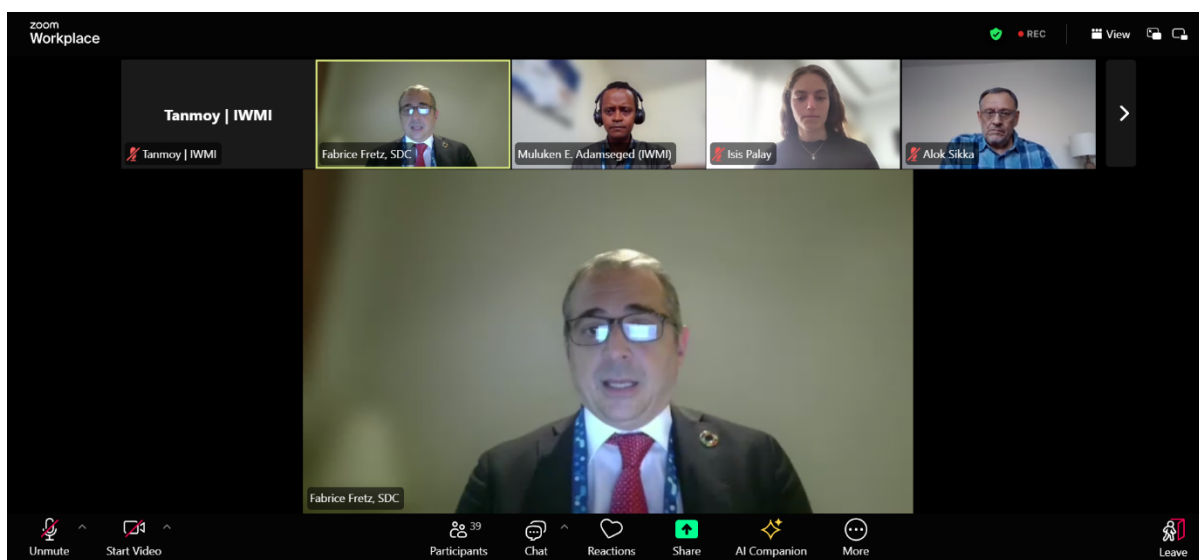 zoom
Workplace
REC
View
Tanmoy | IWMI
Tanmoy | IWMI
Fabrice Fretz, SDC
Muluken E. Adamseged (IWMI)
Isis Palay
Alok Sikka
Fabrice Fretz, SDC
39
Unmute
Start Video
Participants
Chat
Reactions
Share
AI Companion
More
Leave